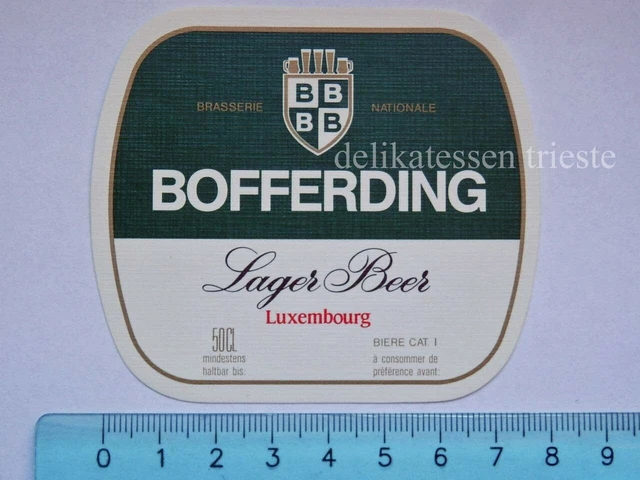 B B
B B
BRASSERIE NATIONALE
delikatessen trieste
BOFFERDING
Lager Beer
Luxembourg
50CL BIERE CAT. I
mindestens à consommer de
haltbar bis: préférence avant:
0 1 2 3 4 5 6 7 8 9